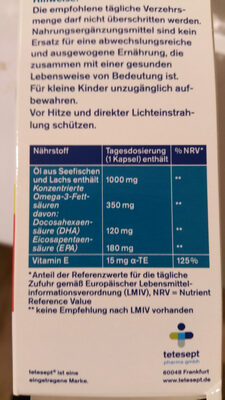 Die empfohlene tägliche Verzehrs-
menge darf nicht überschritten werden.
Nahrungsergänzungsmittel sind kein
Ersatz für eine abwechslungsreiche
und ausgewogene Ernährung, die
zusammen mit einer gesunden
Lebensweise von Bedeutung ist.
Für kleine Kinder unzugänglich auf-
bewahren.
Vor Hitze und direkter Lichteinstrah-
lung schützen.
Nährstoff Tagesdosierung (1 Kapsel) enthält % NRV*
Öl aus Seefischen
und Lachs enthält 1000 mg **
Konzentrierte
Omega-3-Fett-
säuren 350 mg **
davon:
Docosahexaen-
säure (DHA) 120 mg **
Eicosapentaen-
säure (EPA) 180 mg **
Vitamin E 15 mg α-TE 125%
*Anteil der Referenzwerte für die tägliche
Zufuhr gemäß Europäischer Lebensmittel-
informationsverordnung (LMIV), NRV = Nutrient
Reference Value
** keine Empfehlung nach LMIV vorhanden
tetesept
pharma gmbh
tetesept® ist eine
eingetragene Marke.
60048 Frankfurt
www.tetesept.de